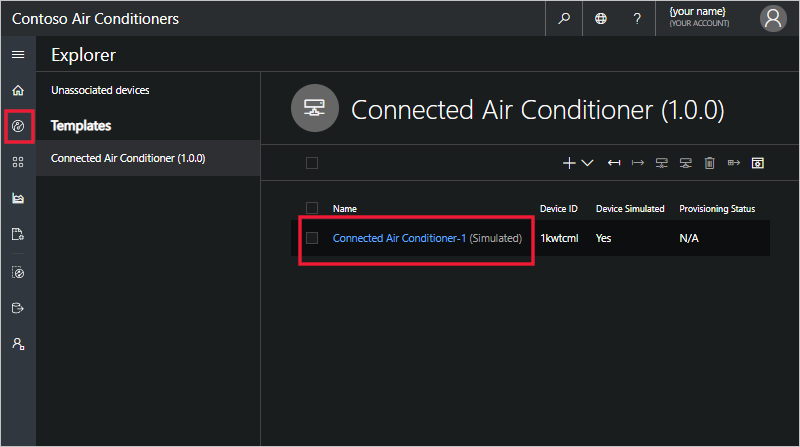 Contoso Air Conditioners
?
{your name}
(YOUR ACCOUNT)
Explorer
Unassociated devices
Templates
Connected Air Conditioner (1.0.0)
Connected Air Conditioner (1.0.0)
Name Device ID Device Simulated Provisioning Status
Connected Air Conditioner-1 (Simulated) 1kwtcml Yes N/A